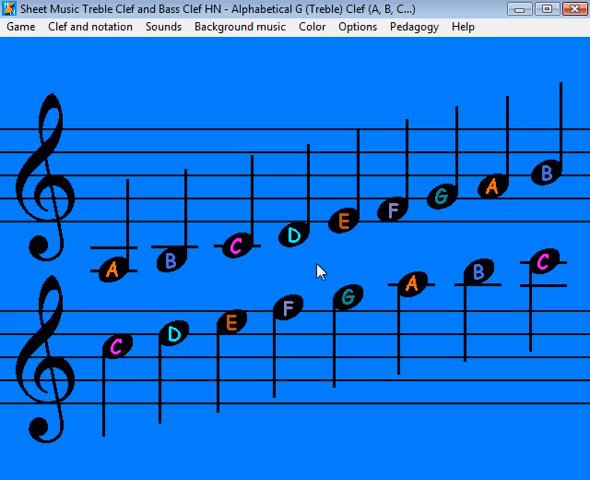 Sheet Music Treble Clef and Bass Clef HN - Alphabetical G (Treble) Clef (A, B, C...)
Game Clef and notation Sounds Background music Color Options Pedagogy Help
A B C D E F G A B
C D E F G A B C